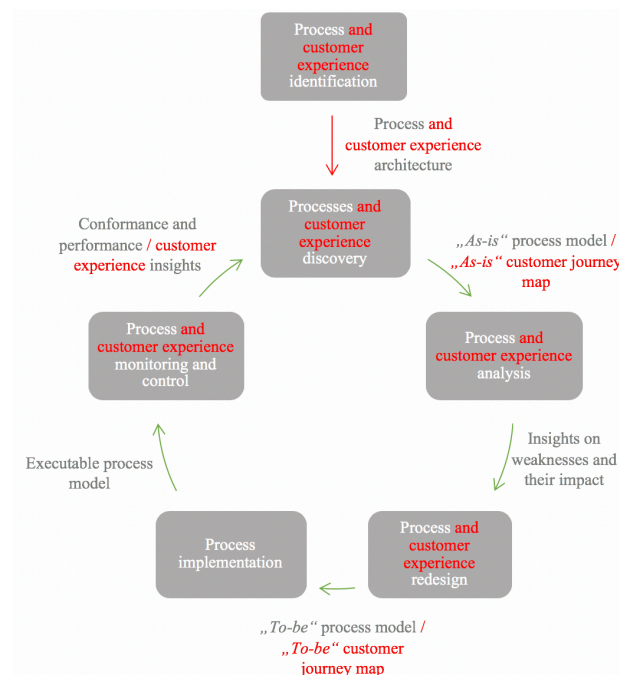 Process and
customer
experience
identification
Process and
customer experience
architecture
Processes and
customer
experience
discovery
„As-is“ process model /
„As-is“ customer journey
map
Process and
customer experience
analysis
Insights on
weaknesses and
their impact
Process and
customer
experience
redesign
„To-be“ process model /
„To-be“ customer
journey map
Process
implementation
Executable process
model
Process and
customer experience
monitoring and
control
Conformance and
performance / customer
experience insights